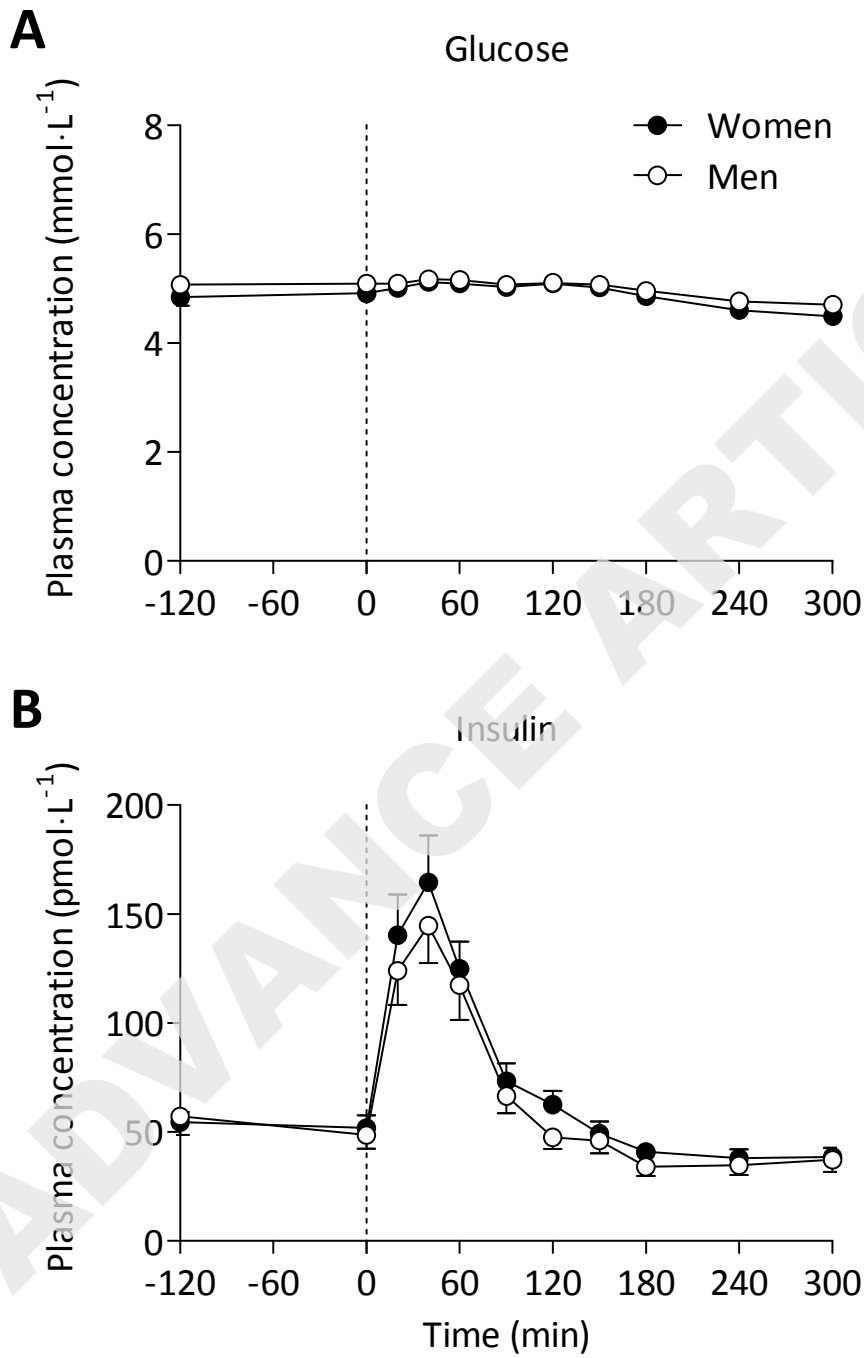 A
Glucose
Plasma concentration (mmol·L⁻¹)
8
6
4
2
0
Women
Men
-120 -60 0 60 120 180 240 300
B
Insulin
Plasma concentration (pmol·L⁻¹)
200
150
100
50
0
-120 -60 0 60 120 180 240 300
Time (min)
ADVANCE ARTIC